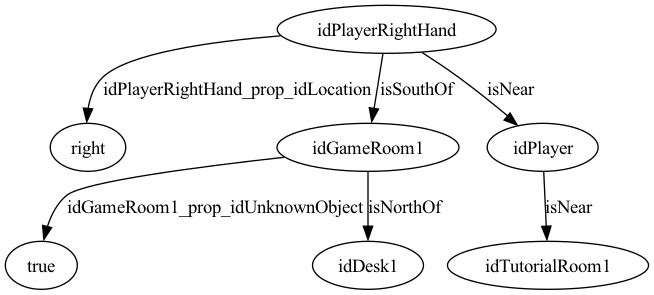 idPlayerRightHand
idPlayerRightHand_prop_idLocation
isSouthOf
isNear
right
idGameRoom1
idPlayer
idGameRoom1_prop_idUnknownObject
isNorthOf
isNear
true
idDesk1
idTutorialRoom1